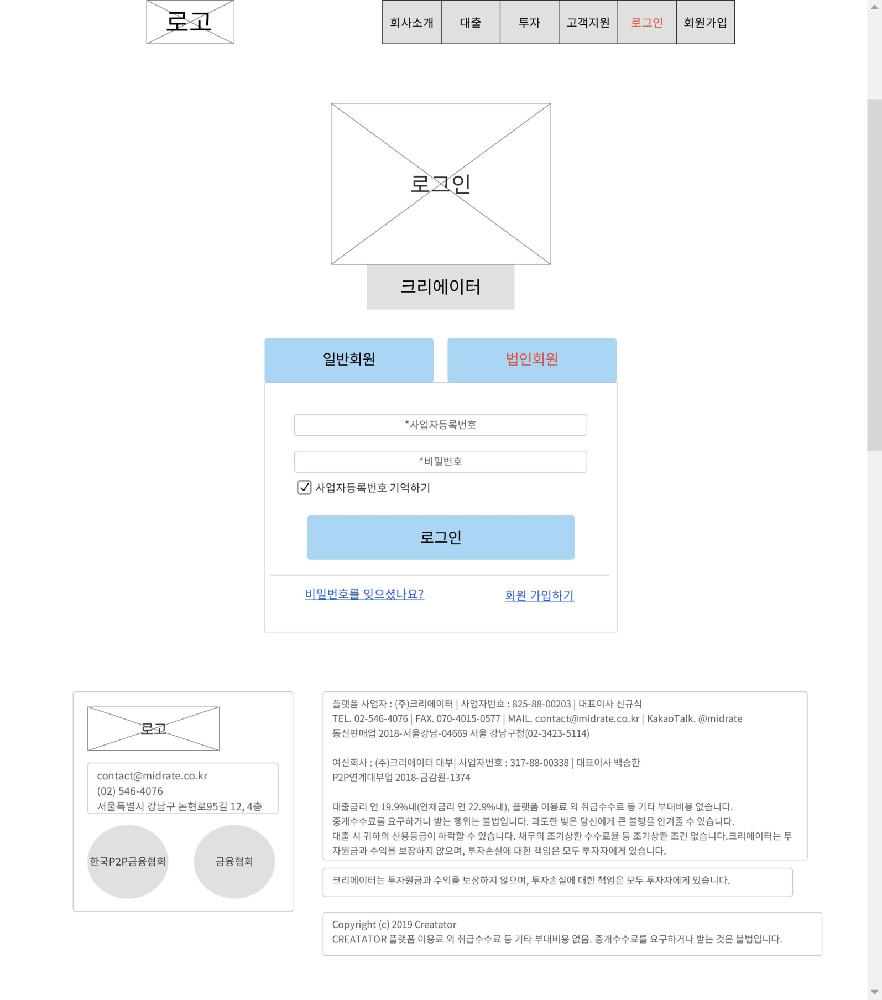 로고
회사소개 대출 투자 고객지원 로그인 회원가입
로그인
크리에이터
일반회원 법인회원
*사업자등록번호
*비밀번호
사업자등록번호 기억하기
로그인
비밀번호를 잊으셨나요? 회원 가입하기
로고
contact@midrate.co.kr
(02) 546-4076
서울특별시 강남구 논현로95길 12, 4층
한국P2P금융협회 금융협회
플랫폼 사업자 : (주)크리에이터 | 사업자번호 : 825-88-00203 | 대표이사 신규식
TEL. 02-546-4076 | FAX. 070-4015-0577 | MAIL. contact@midrate.co.kr | KakaoTalk. @midrate
통신판매업 2018-서울강남-04669 서울 강남구청(02-3423-5114)
여신회사 : (주)크리에이터 대부| 사업자번호 : 317-88-00338 | 대표이사 백승한
P2P연계대부업 2018-금감원-1374
대출금리 연 19.9%내(연체금리 연 22.9%내), 플랫폼 이용료 외 취급수수료 등 기타 부대비용 없습니다.
중개수수료를 요구하거나 받는 행위는 불법입니다. 과도한 빚은 당신에게 큰 불행을 안겨줄 수 있습니다.
대출 시 귀하의 신용등급이 하락할 수 있습니다. 채무의 조기상환 수수료율 등 조기상환 조건 없습니다.크리에이터는 투
자원금과 수익을 보장하지 않으며, 투자손실에 대한 책임은 모두 투자자에게 있습니다.
크리에이터는 투자원금과 수익을 보장하지 않으며, 투자손실에 대한 책임은 모두 투자자에게 있습니다.
Copyright (c) 2019 Creatator
CREATATOR 플랫폼 이용료 외 취급수수료 등 기타 부대비용 없음. 중개수수료를 요구하거나 받는 것은 불법입니다.